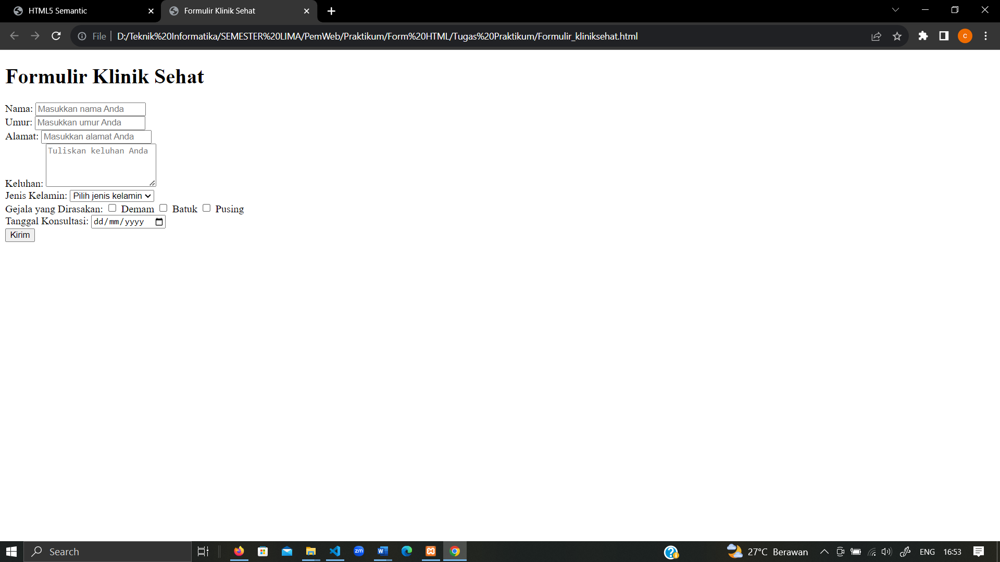 HTML5 Semantic
Formulir Klinik Sehat
File
D:/Teknik%20Informatika/SEMESTER%20LIMA/PemWeb/Praktikum/Form%20HTML/Tugas%20Praktikum/Formulir_kliniksehat.html
c
Formulir Klinik Sehat
Nama: Masukkan nama Anda
Umur: Masukkan umur Anda
Alamat: Masukkan alamat Anda
Tuliskan keluhan Anda
Keluhan:
Jenis Kelamin: Pilih jenis kelamin
Gejala yang Dirasakan: Demam Batuk Pusing
Tanggal Konsultasi: dd/mm/yyyy
Kirim
Search
zm
W
27°C Berawan
ENG
16:53